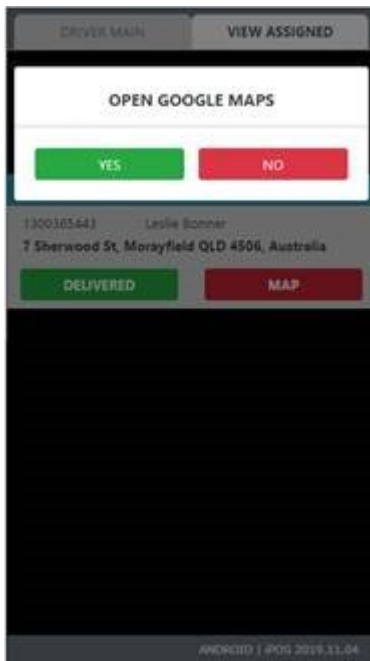 DRIVER MAIN VIEW ASSIGNED
OPEN GOOGLE MAPS
YES NO
1300365443 Leslie Bonner
7 Sherwood St, Morayfield QLD 4506, Australia
DELIVERED MAP
ANDROID | iPOS 2019.11.04